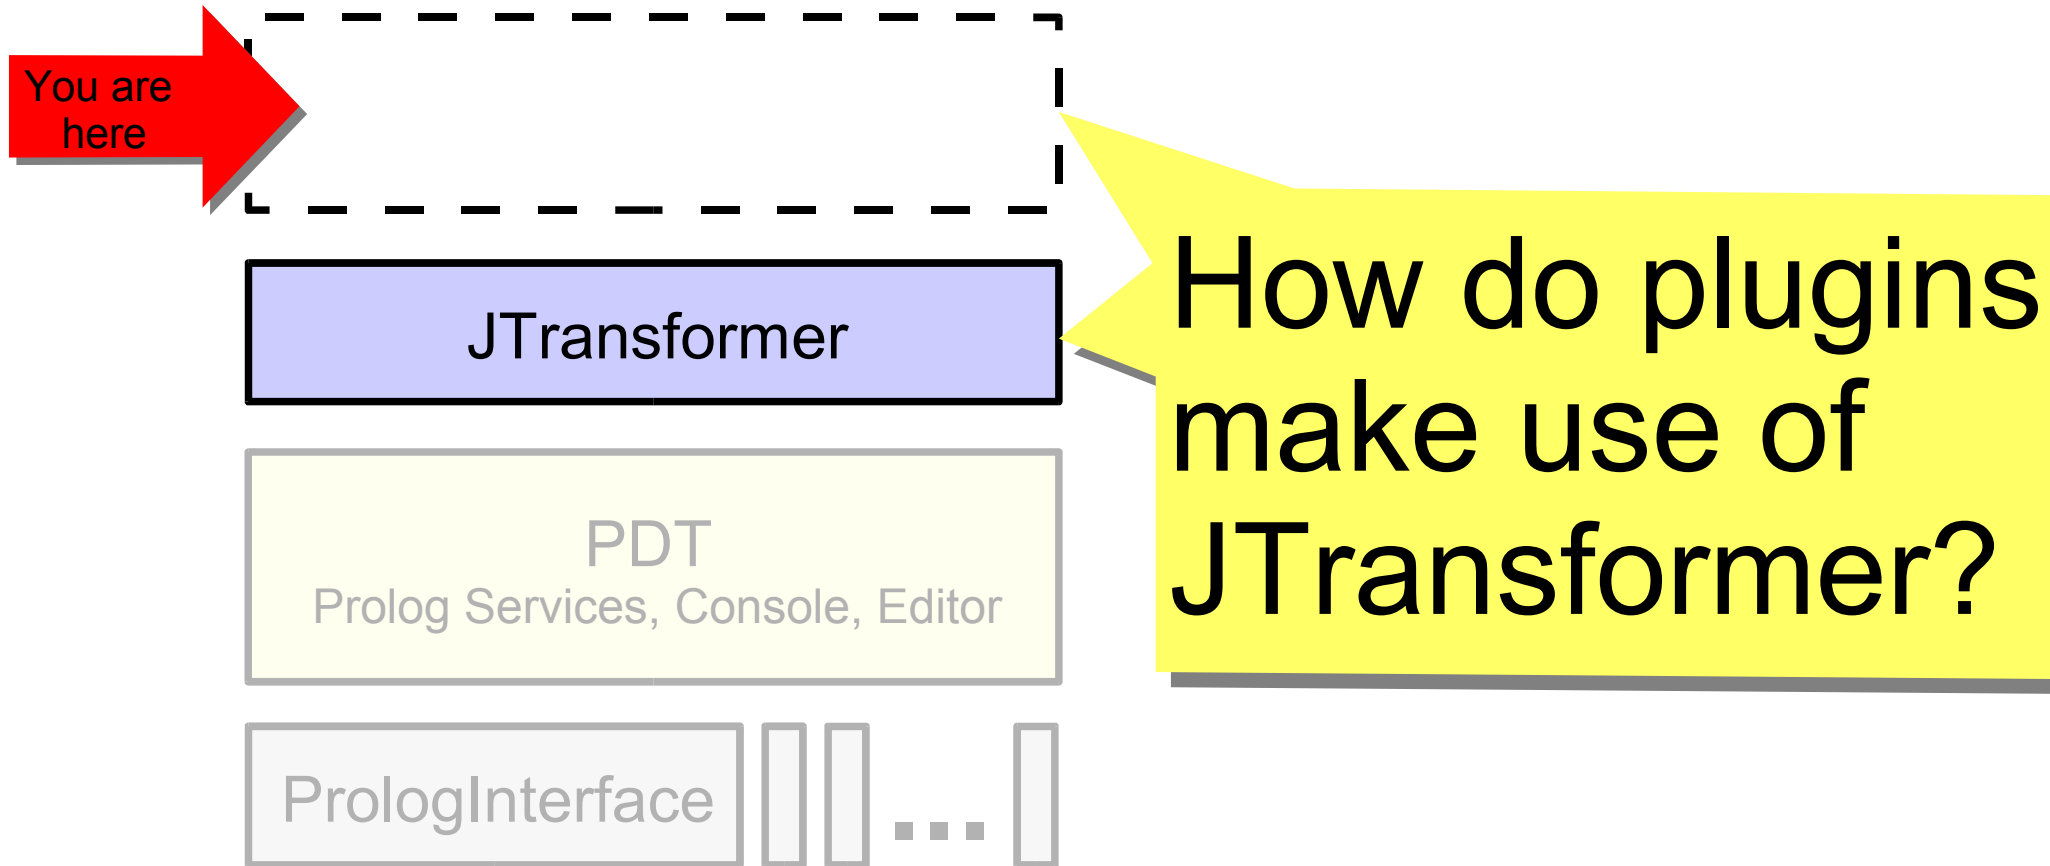 You are
here
How do plugins
make use of
JTransformer?
JTransformer
PDT
Prolog Services, Console, Editor
PrologInterface
...